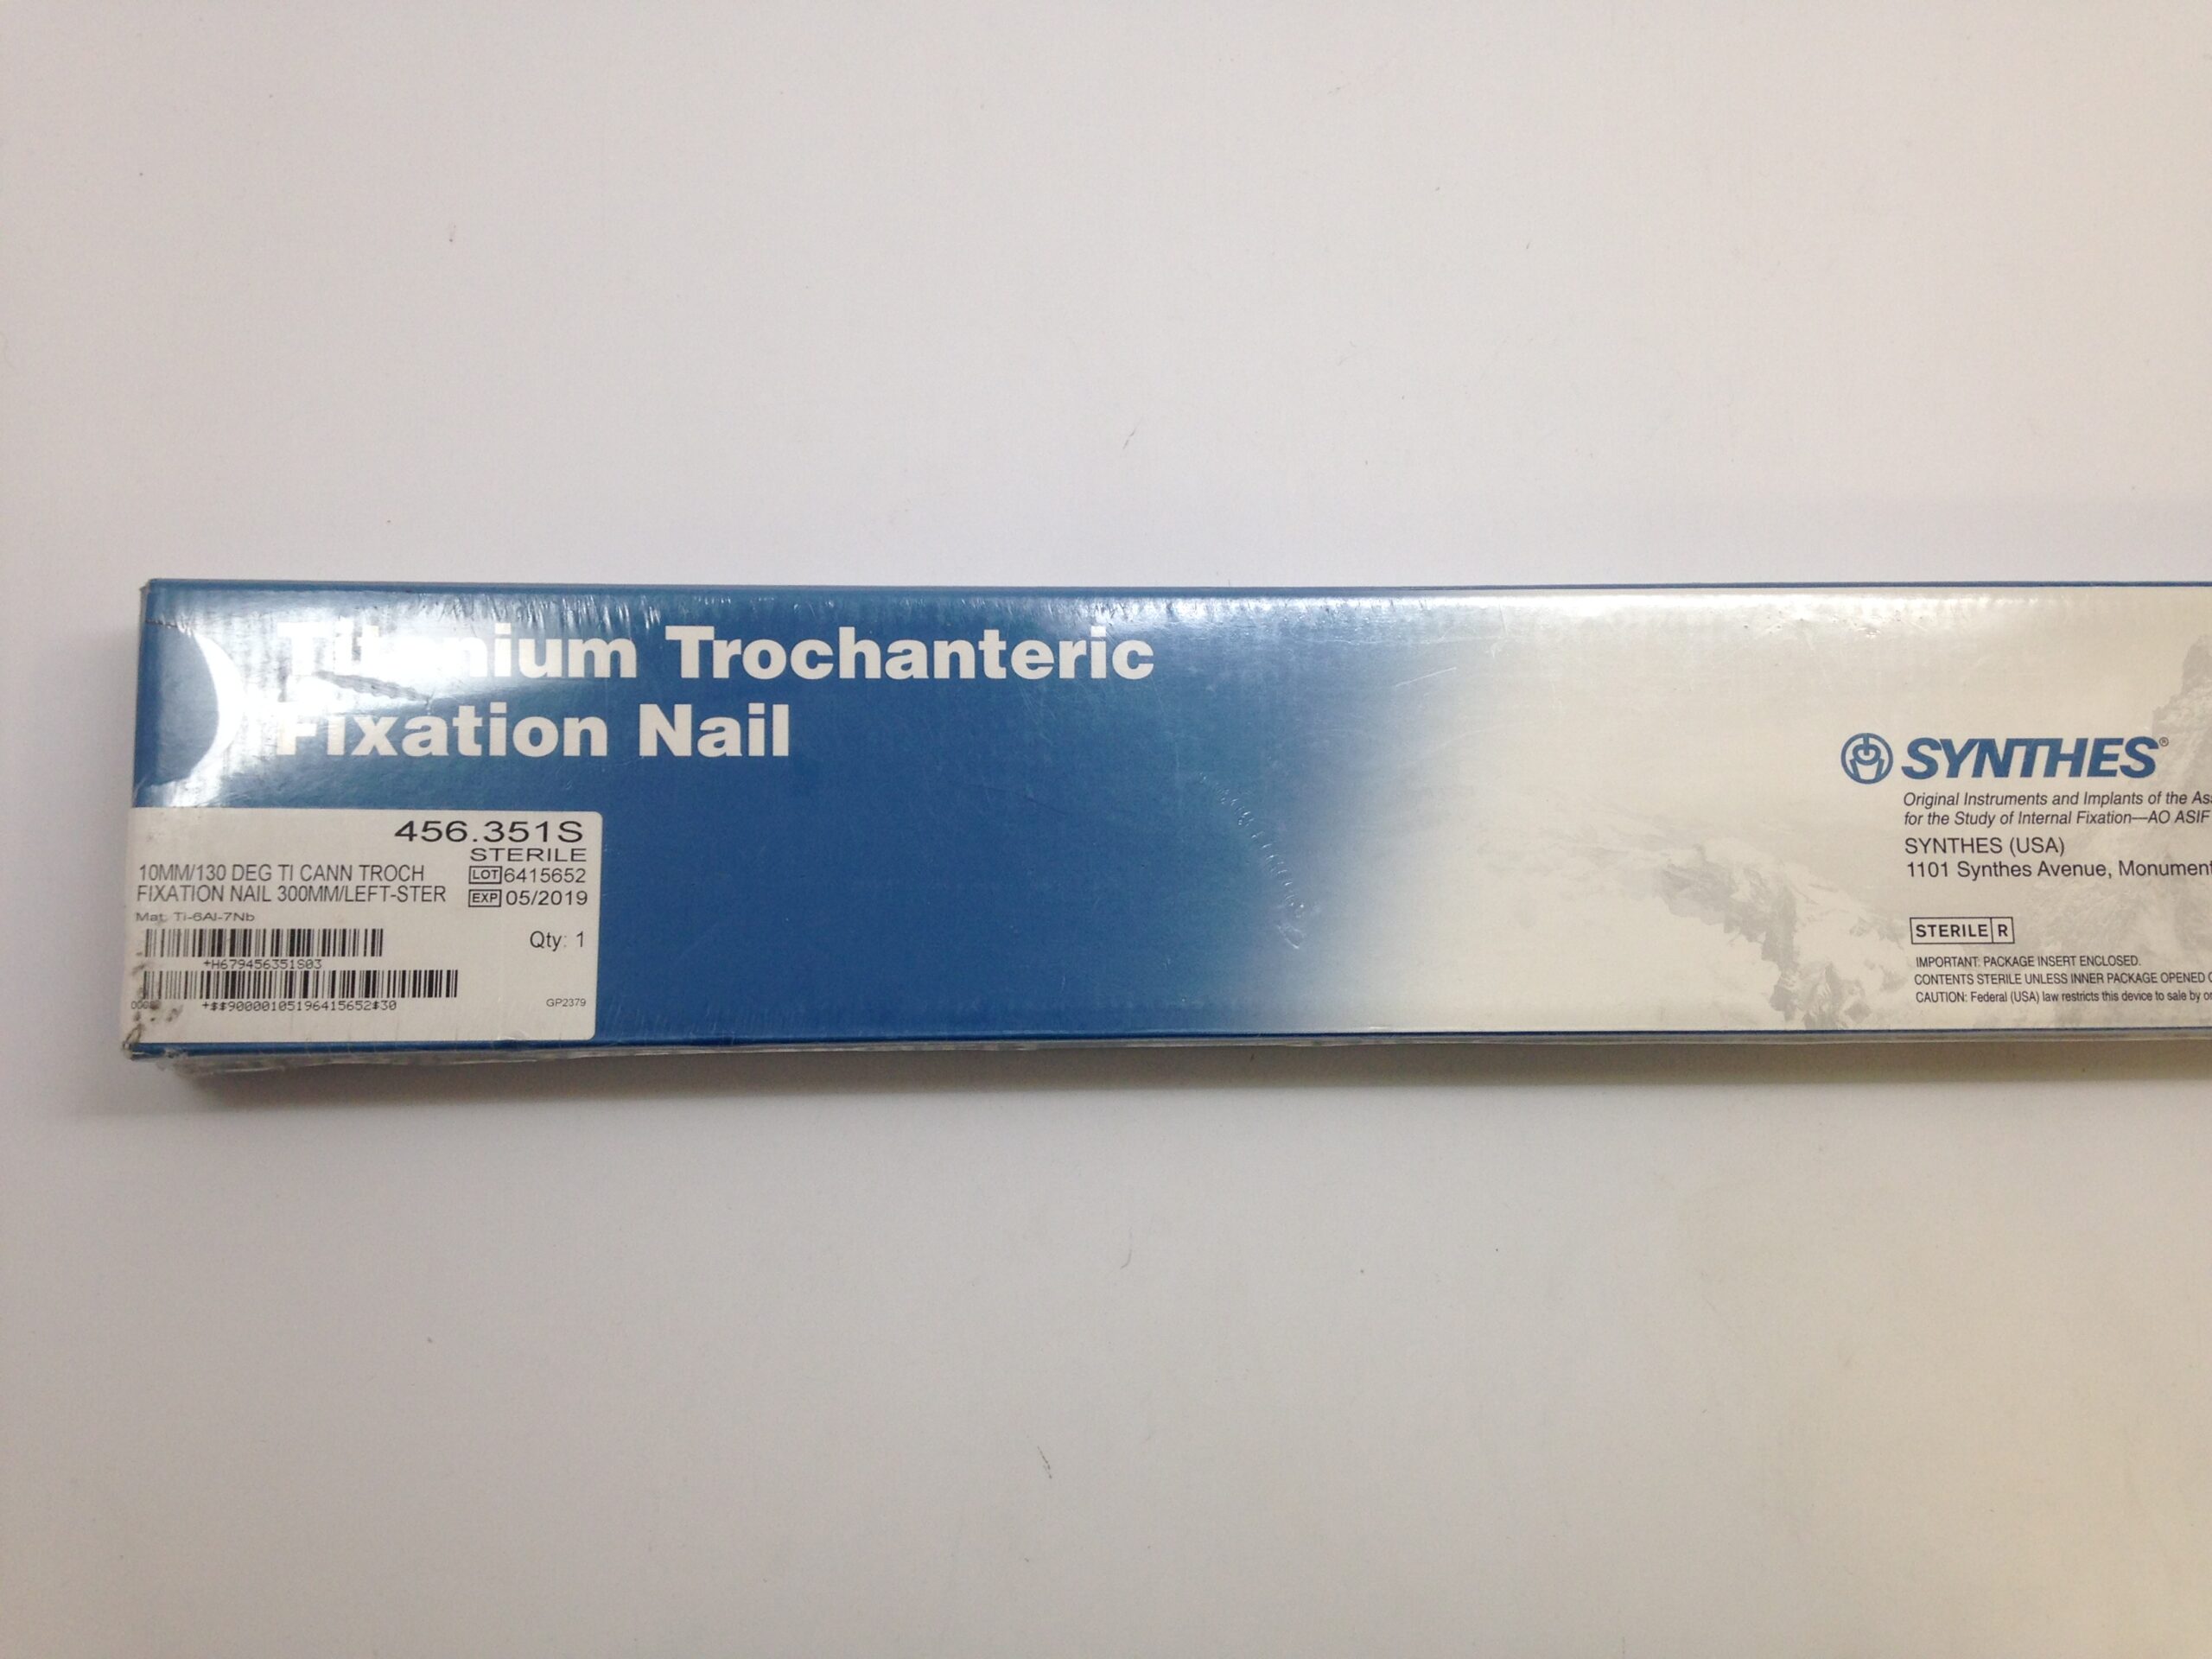 Titanium Trochanteric
Fixation Nail
456.351S
STERILE
10MM/130 DEG TI CANN TROCH
LOT 6415652
FIXATION NAIL 300MM/LEFT-STER
EXP 05/2019
Mat. Ti-6Al-7Nb
Qty: 1
+H679456351S03
+$$90000105196415652$30
GP2379
SYNTHES®
Original Instruments and Implants of the
for the Study of Internal Fixation—AO ASIF
SYNTHES (USA)
1101 Synthes Avenue, Monument
STERILE R
IMPORTANT: PACKAGE INSERT ENCLOSED.
CONTENTS STERILE UNLESS INNER PACKAGE OPENED
CAUTION: Federal (USA) law restricts this device to sale by